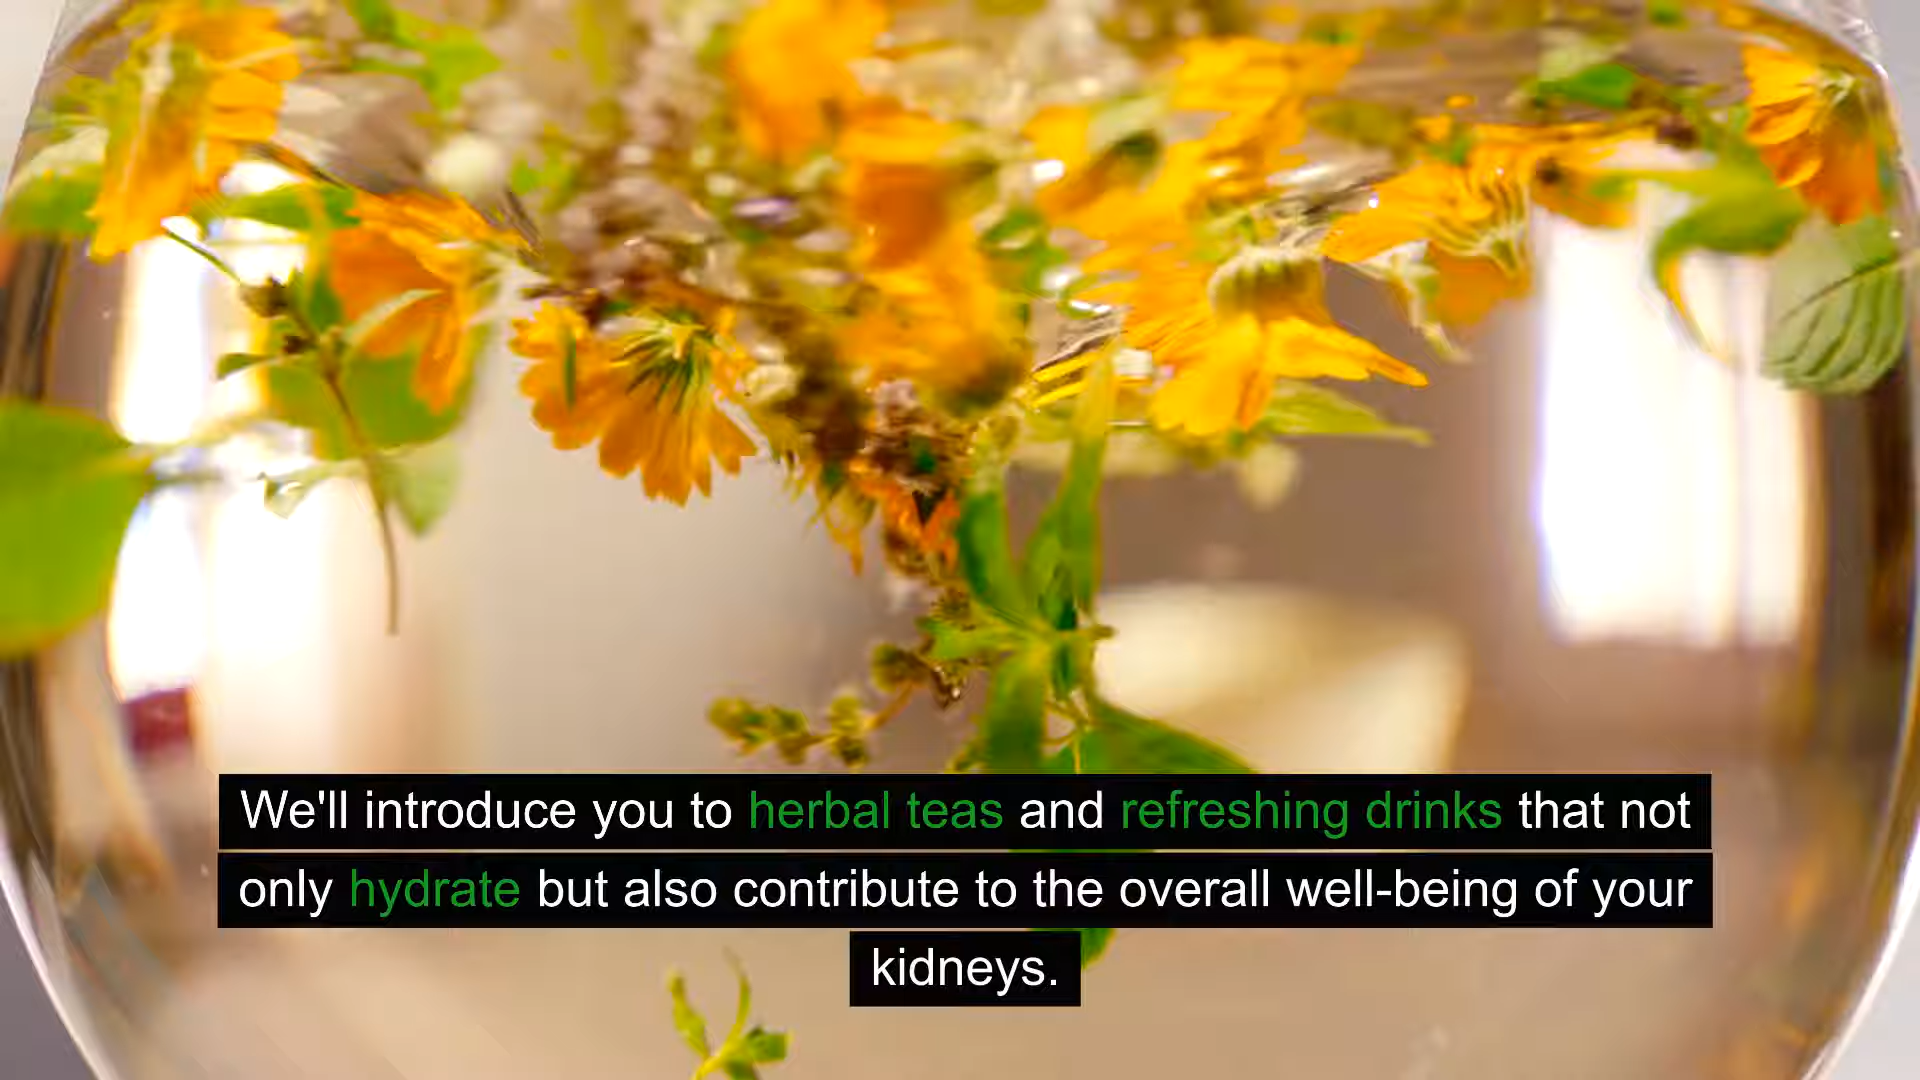 We'll introduce you to herbal teas and refreshing drinks that not
only hydrate but also contribute to the overall well-being of your
kidneys.